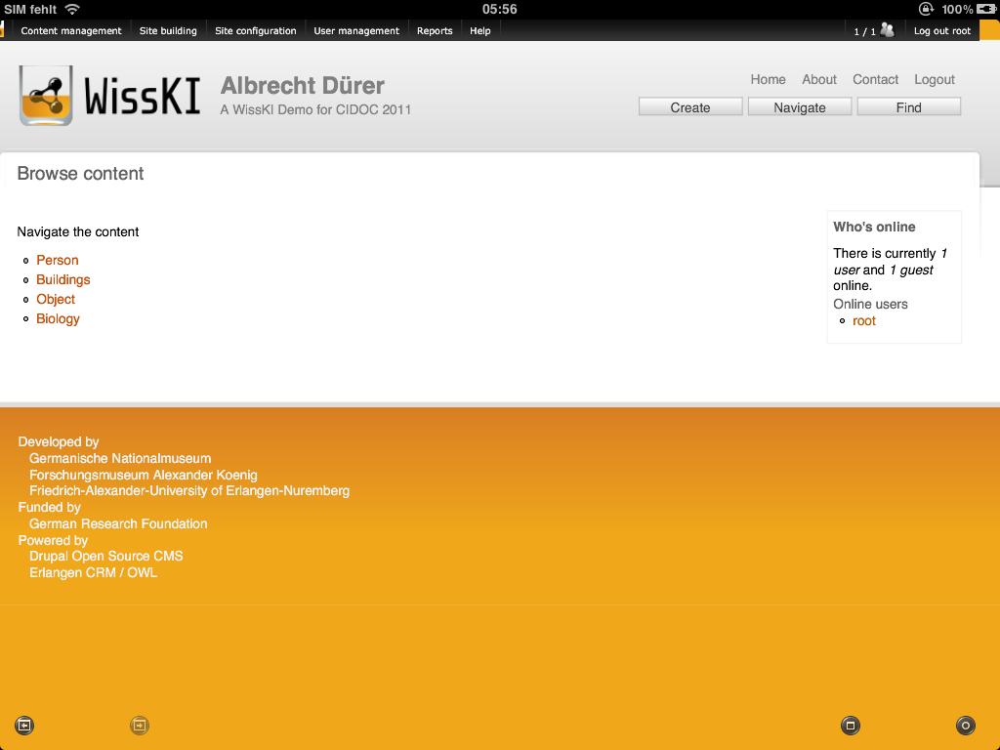 SIM fehlt 05:56 100%
Content management Site building Site configuration User management Reports Help 1 / 1 Log out root
WissKI Albrecht Dürer
A WissKI Demo for CIDOC 2011
Home About Contact Logout
Create Navigate Find
Browse content
Navigate the content
Person
Buildings
Object
Biology
Who's online
There is currently 1
user and 1 guest
online.
Online users
root
Developed by
Germanische Nationalmuseum
Forschungsmuseum Alexander Koenig
Friedrich-Alexander-University of Erlangen-Nuremberg
Funded by
German Research Foundation
Powered by
Drupal Open Source CMS
Erlangen CRM / OWL